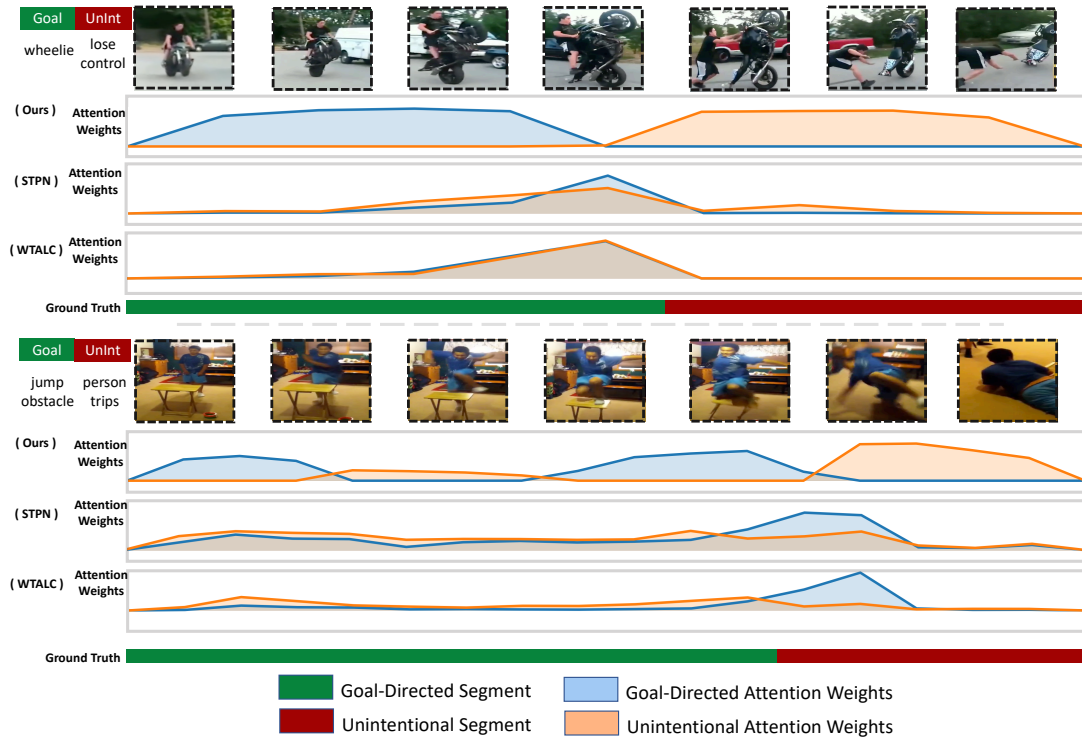 Goal UnInt
wheelie lose control
( Ours ) Attention Weights
( STPN ) Attention Weights
( WTALC ) Attention Weights
Ground Truth
Goal UnInt
jump obstacle person trips
( Ours ) Attention Weights
( STPN ) Attention Weights
( WTALC ) Attention Weights
Ground Truth
Goal-Directed Segment Goal-Directed Attention Weights
Unintentional Segment Unintentional Attention Weights